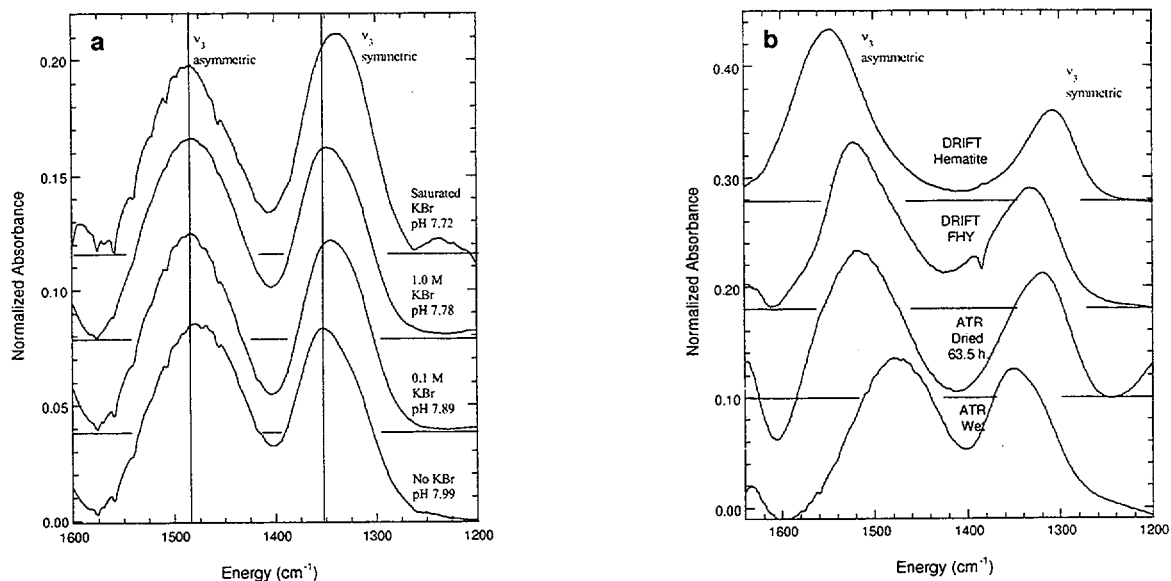 a
ν3
asymmetric
ν3
symmetric
0.20
0.15
0.10
0.05
0.00
Saturated
KBr
pH 7.72
1.0 M
KBr
pH 7.78
0.1 M
KBr
pH 7.89
No KBr
pH 7.99
1600
1500
1400
1300
1200
Normalized Absorbance
Energy (cm-1)
b
ν3
asymmetric
ν3
symmetric
0.40
0.30
0.20
0.10
0.00
DRIFT
Hematite
DRIFT
FHY
ATR
Dried
63.5 h
ATR
Wet
1600
1500
1400
1300
1200
Normalized Absorbance
Energy (cm-1)